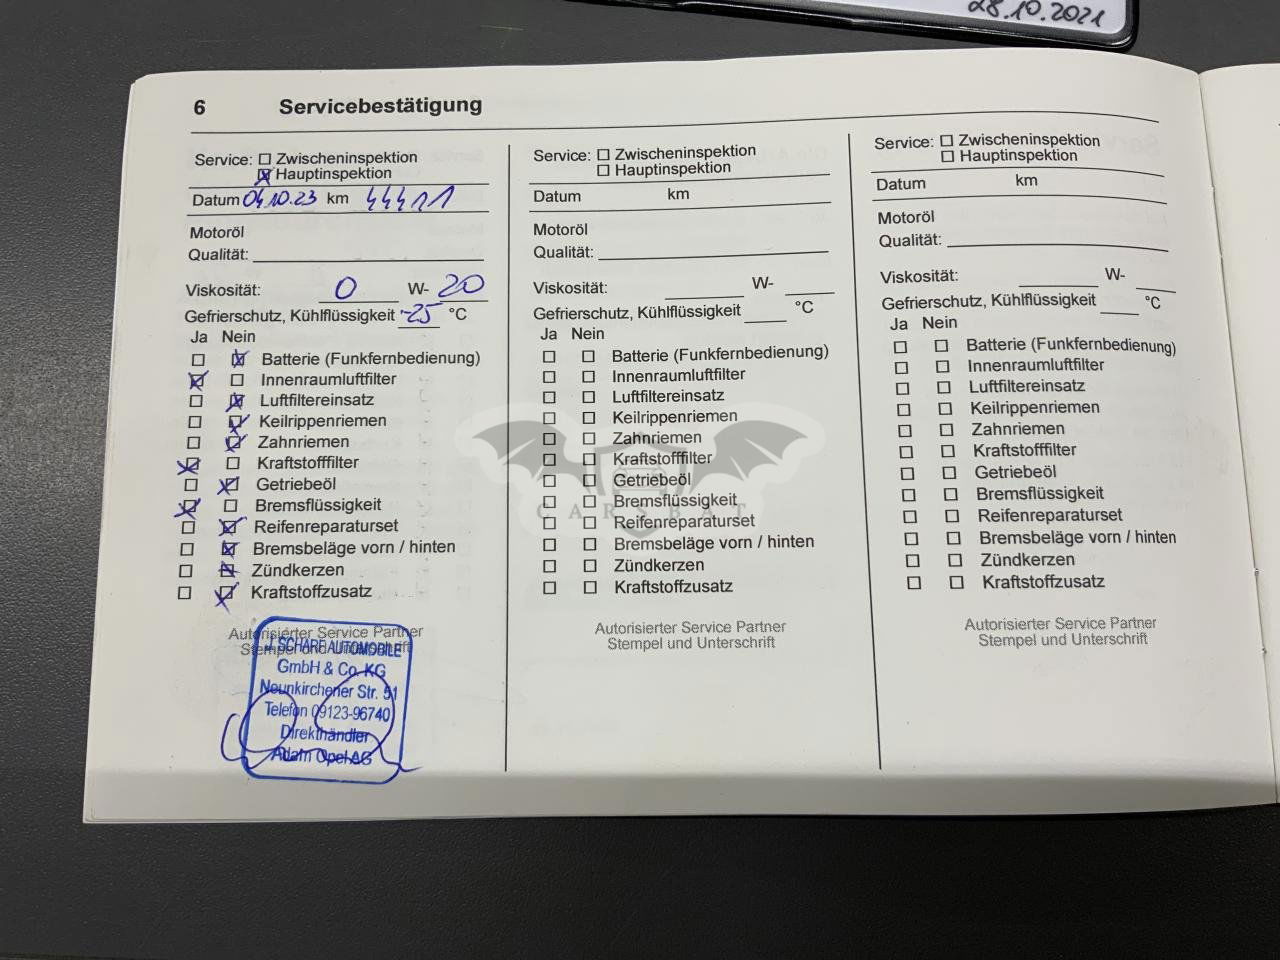 28.10.2021
6 Servicebestätigung
Service: Zwischeninspektion
Hauptinspektion
Datum 04.10.23 km 44411
Motoröl
Qualität:
Viskosität: 0 W- 20
Gefrierschutz, Kühlflüssigkeit -25 °C
Ja Nein
Batterie (Funkfernbedienung)
Innenraumluftfilter
Luftfiltereinsatz
Keilrippenriemen
Zahnriemen
Kraftstofffilter
Getriebeöl
Bremsflüssigkeit
Reifenreparaturset
Bremsbeläge vorn / hinten
Zündkerzen
Kraftstoffzusatz
Autorisierter Service Partner
Stempel und Unterschrift
SCHARF AUTOMOBILE
GmbH & Co. KG
Neunkirchener Str. 51
Telefon 09123-96740
Direkthändler
Adam Opel AG
Service: Zwischeninspektion
Hauptinspektion
Datum km
Motoröl
Qualität:
Viskosität: W-
Gefrierschutz, Kühlflüssigkeit °C
Ja Nein
Batterie (Funkfernbedienung)
Innenraumluftfilter
Luftfiltereinsatz
Keilrippenriemen
Zahnriemen
Kraftstofffilter
Getriebeöl
Bremsflüssigkeit
Reifenreparaturset
Bremsbeläge vorn / hinten
Zündkerzen
Kraftstoffzusatz
Autorisierter Service Partner
Stempel und Unterschrift
CARSBAT
Service: Zwischeninspektion
Hauptinspektion
Datum km
Motoröl
Qualität:
Viskosität: W-
Gefrierschutz, Kühlflüssigkeit °C
Ja Nein
Batterie (Funkfernbedienung)
Innenraumluftfilter
Luftfiltereinsatz
Keilrippenriemen
Zahnriemen
Kraftstofffilter
Getriebeöl
Bremsflüssigkeit
Reifenreparaturset
Bremsbeläge vorn / hinten
Zündkerzen
Kraftstoffzusatz
Autorisierter Service Partner
Stempel und Unterschrift